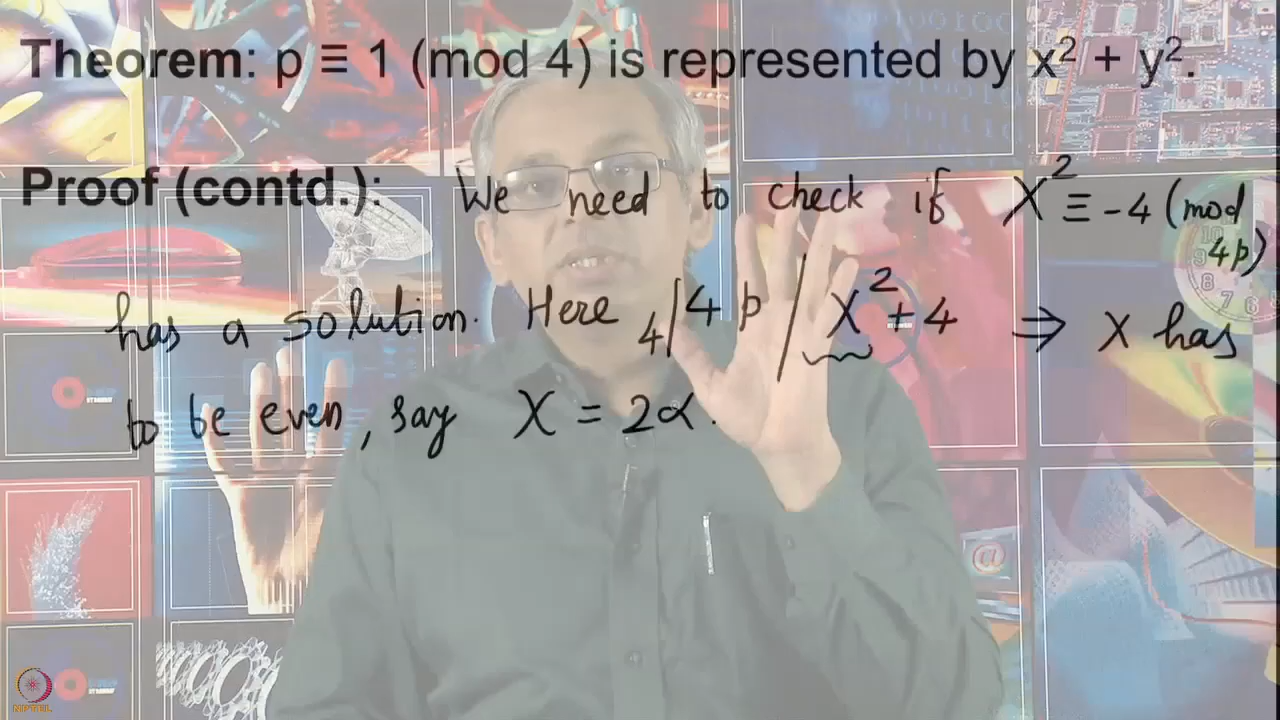 Theorem: p ≡ 1 (mod 4) is represented by x² + y².
Proof (contd.): We need to check if X² ≡ -4 (mod
4p)
has a solution. Here 4 | 4p / X² + 4 ⇒ X has
to be even, say X = 2α.
@
NPTEL